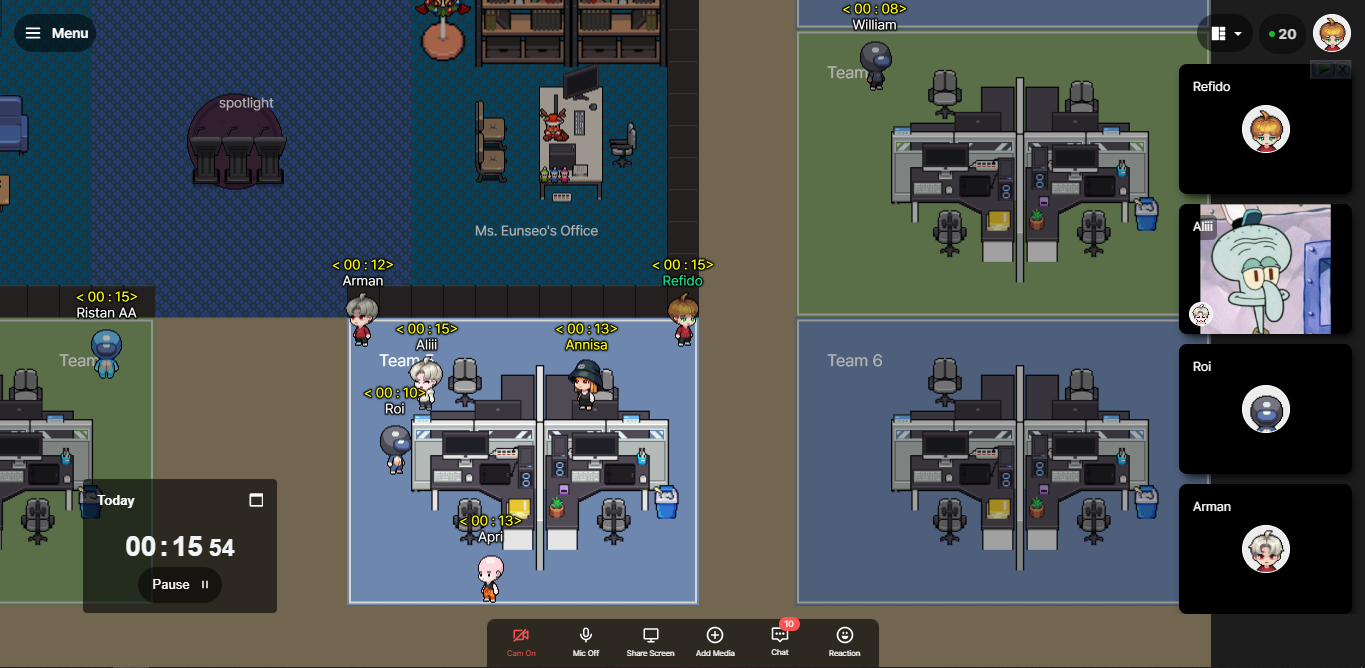 Menu
spotlight
Ms. Eunseo's Office
< 00 : 08>
William
Team
20
Refido
Aliii
Roi
Arman
< 00 : 12>
Arman
< 00 : 15>
Refido
< 00 : 15>
Ristan AA
Team
< 00 : 15>
Aliii
< 00 : 13>
Annisa
Team
< 00 : 10>
Roi
Team 6
< 00 : 13>
Apri
Today
00 : 15 54
Pause
Cam On
Mic Off
Share Screen
Add Media
10
Chat
Reaction